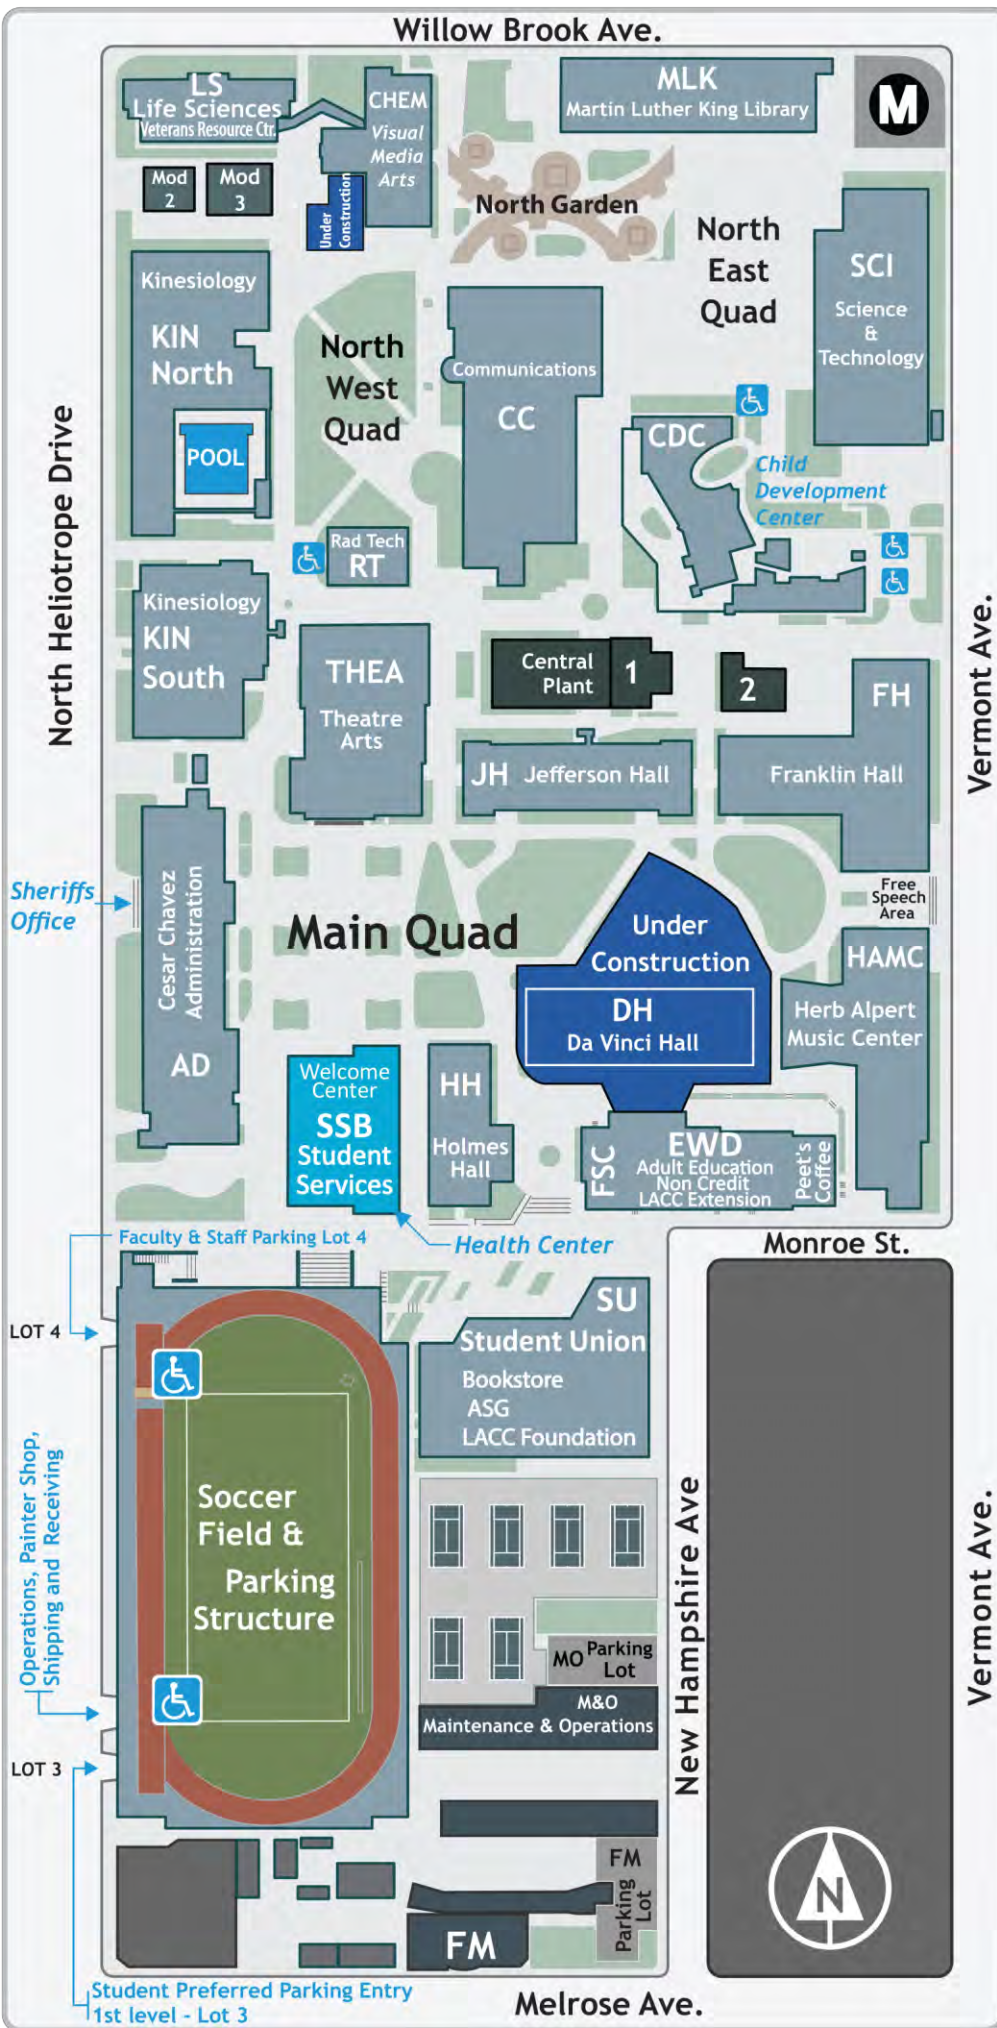 Willow Brook Ave.
LS
Life Sciences
Veterans Resource Ctr.
CHEM
Visual
Media
Arts
MLK
Martin Luther King Library
M
Mod
2
Mod
3
Under
Construction
North Garden
North
East
Quad
SCI
Science
&
Technology
Kinesiology
KIN
North
POOL
North
West
Quad
Communications
CC
CDC
Child
Development
Center
North Heliotrope Drive
Rad Tech
RT
Kinesiology
KIN
South
THEA
Theatre
Arts
Central
Plant
1
2
FH
Franklin Hall
JH Jefferson Hall
Vermont Ave.
Sheriffs
Office
Cesar Chavez
Administration
AD
Main Quad
Under
Construction
DH
Da Vinci Hall
Free
Speech
Area
HAMC
Herb Alpert
Music Center
Welcome
Center
SSB
Student
Services
HH
Holmes
Hall
FSC
EWD
Adult Education
Non Credit
LACC Extension
Peet's
Coffee
Faculty & Staff Parking Lot 4
Health Center
Monroe St.
LOT 4
SU
Student Union
Bookstore
ASG
LACC Foundation
Soccer
Field &
Parking
Structure
Operations, Painter Shop,
Shipping and Receiving
New Hampshire Ave
Vermont Ave.
MO Parking
Lot
M&O
Maintenance & Operations
LOT 3
FM
Parking
Lot
FM
N
Student Preferred Parking Entry
1st level - Lot 3
Melrose Ave.